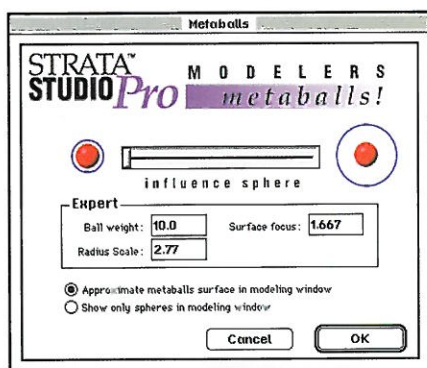 Metaballs
STRATA™
STUDIO Pro
MODELERS
metaballs!
influence sphere
Expert
Ball weight: 10.0
Surface focus: 1.667
Radius Scale: 2.77
Approximate metaballs surface in modeling window
Show only spheres in modeling window
Cancel
OK